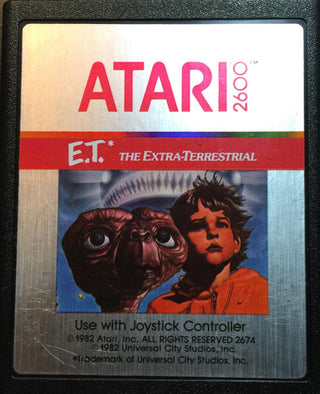 ATARI 2600™
E.T.* THE EXTRA-TERRESTRIAL
Use with Joystick Controller
©1982 Atari, Inc. ALL RIGHTS RESERVED 2674
©1982 Universal City Studios, Inc.
*Trademark of Universal City Studios, Inc.